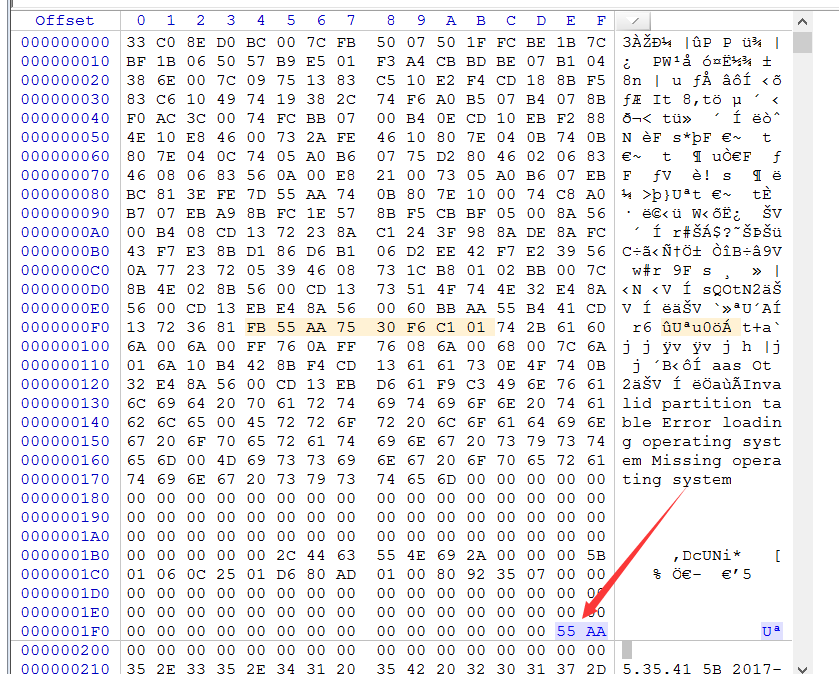 Offset 0 1 2 3 4 5 6 7 8 9 A B C D E F
000000000 33 C0 8E D0 BC 00 7C FB 50 07 50 1F FC BE 1B 7C 3ÀŽÐ¼ |ûP P ü¾ |
000000010 BF 1B 06 50 57 B9 E5 01 F3 A4 CB BD BE 07 B1 04 ¿ PW¹å ó¤Ë½¾ ±
000000020 38 6E 00 7C 09 75 13 83 C5 10 E2 F4 CD 18 8B F5 8n | u ƒÅ âôÍ ‹õ
000000030 83 C6 10 49 74 19 38 2C 74 F6 A0 B5 07 B4 07 8B ƒÆ It 8,tö µ ´ ‹
000000040 F0 AC 3C 00 74 FC BB 07 00 B4 0E CD 10 EB F2 88 ð¬< tü» ´ Í ëòˆ
000000050 4E 10 E8 46 00 73 2A FE 46 10 80 7E 04 0B 74 0B N èF s*þF €~ t
000000060 80 7E 04 0C 74 05 A0 B6 07 75 D2 80 46 02 06 83 €~ t ¶ uÒ€F ƒ
000000070 46 08 06 83 56 0A 00 E8 21 00 73 05 A0 B6 07 EB F ƒV è! s ¶ ë
000000080 BC 81 3E FE 7D 55 AA 74 0B 80 7E 10 00 74 C8 A0 ¼ >þ}Uªt €~ tÈ
000000090 B7 07 EB A9 8B FC 1E 57 8B F5 CB BF 05 00 8A 56 · ë©‹ü W‹õË¿ ŠV
0000000A0 00 B4 08 CD 13 72 23 8A C1 24 3F 98 8A DE 8A FC ´ Í r#ŠÁ$?˜ŠÞŠü
0000000B0 43 F7 E3 8B D1 86 D6 B1 06 D2 EE 42 F7 E2 39 56 C÷ã‹Ñ†Ö± ÒîB÷â9V
0000000C0 0A 77 23 72 05 39 46 08 73 1C B8 01 02 BB 00 7C w#r 9F s ¸ » |
0000000D0 8B 4E 02 8B 56 00 CD 13 73 51 4F 74 4E 32 E4 8A ‹N ‹V Í sQOtN2äŠ
0000000E0 56 00 CD 13 EB E4 8A 56 00 60 BB AA 55 B4 41 CD V Í ëäŠV `»ªU´AÍ
0000000F0 13 72 36 81 FB 55 AA 75 30 F6 C1 01 74 2B 61 60 r6 ûUªu0öÁ t+a`
000000100 6A 00 6A 00 FF 76 0A FF 76 08 6A 00 68 00 7C 6A j j ÿv ÿv j h |j
000000110 01 6A 10 B4 42 8B F4 CD 13 61 61 73 0E 4F 74 0B j ´B‹ôÍ aas Ot
000000120 32 E4 8A 56 00 CD 13 EB D6 61 F9 C3 49 6E 76 61 2äŠV Í ëÖaùÃInva
000000130 6C 69 64 20 70 61 72 74 69 74 69 6F 6E 20 74 61 lid partition ta
000000140 62 6C 65 00 45 72 72 6F 72 20 6C 6F 61 64 69 6E ble Error loadin
000000150 67 20 6F 70 65 72 61 74 69 6E 67 20 73 79 73 74 g operating syst
000000160 65 6D 00 4D 69 73 73 69 6E 67 20 6F 70 65 72 61 em Missing opera
000000170 74 69 6E 67 20 73 79 73 74 65 6D 00 00 00 00 00 ting system
000000180 00 00 00 00 00 00 00 00 00 00 00 00 00 00 00 00
000000190 00 00 00 00 00 00 00 00 00 00 00 00 00 00 00 00
0000001A0 00 00 00 00 00 00 00 00 00 00 00 00 00 00 00 00
0000001B0 00 00 00 00 00 2C 44 63 55 4E 69 2A 00 00 00 5B ,DcUNi* [
0000001C0 01 06 0C 25 01 D6 80 AD 01 00 80 92 35 07 00 00 % Ö€- €’5
0000001D0 00 00 00 00 00 00 00 00 00 00 00 00 00 00 00 00
0000001E0 00 00 00 00 00 00 00 00 00 00 00 00 00 00 00 00
0000001F0 00 00 00 00 00 00 00 00 00 00 00 00 00 00 55 AA Uª
000000200 00 00 00 00 00 00 00 00 00 00 00 00 00 00 00 00
000000210 35 2E 33 35 2E 34 31 20 35 42 20 32 30 31 37 2D 5.35.41 5B 2017-